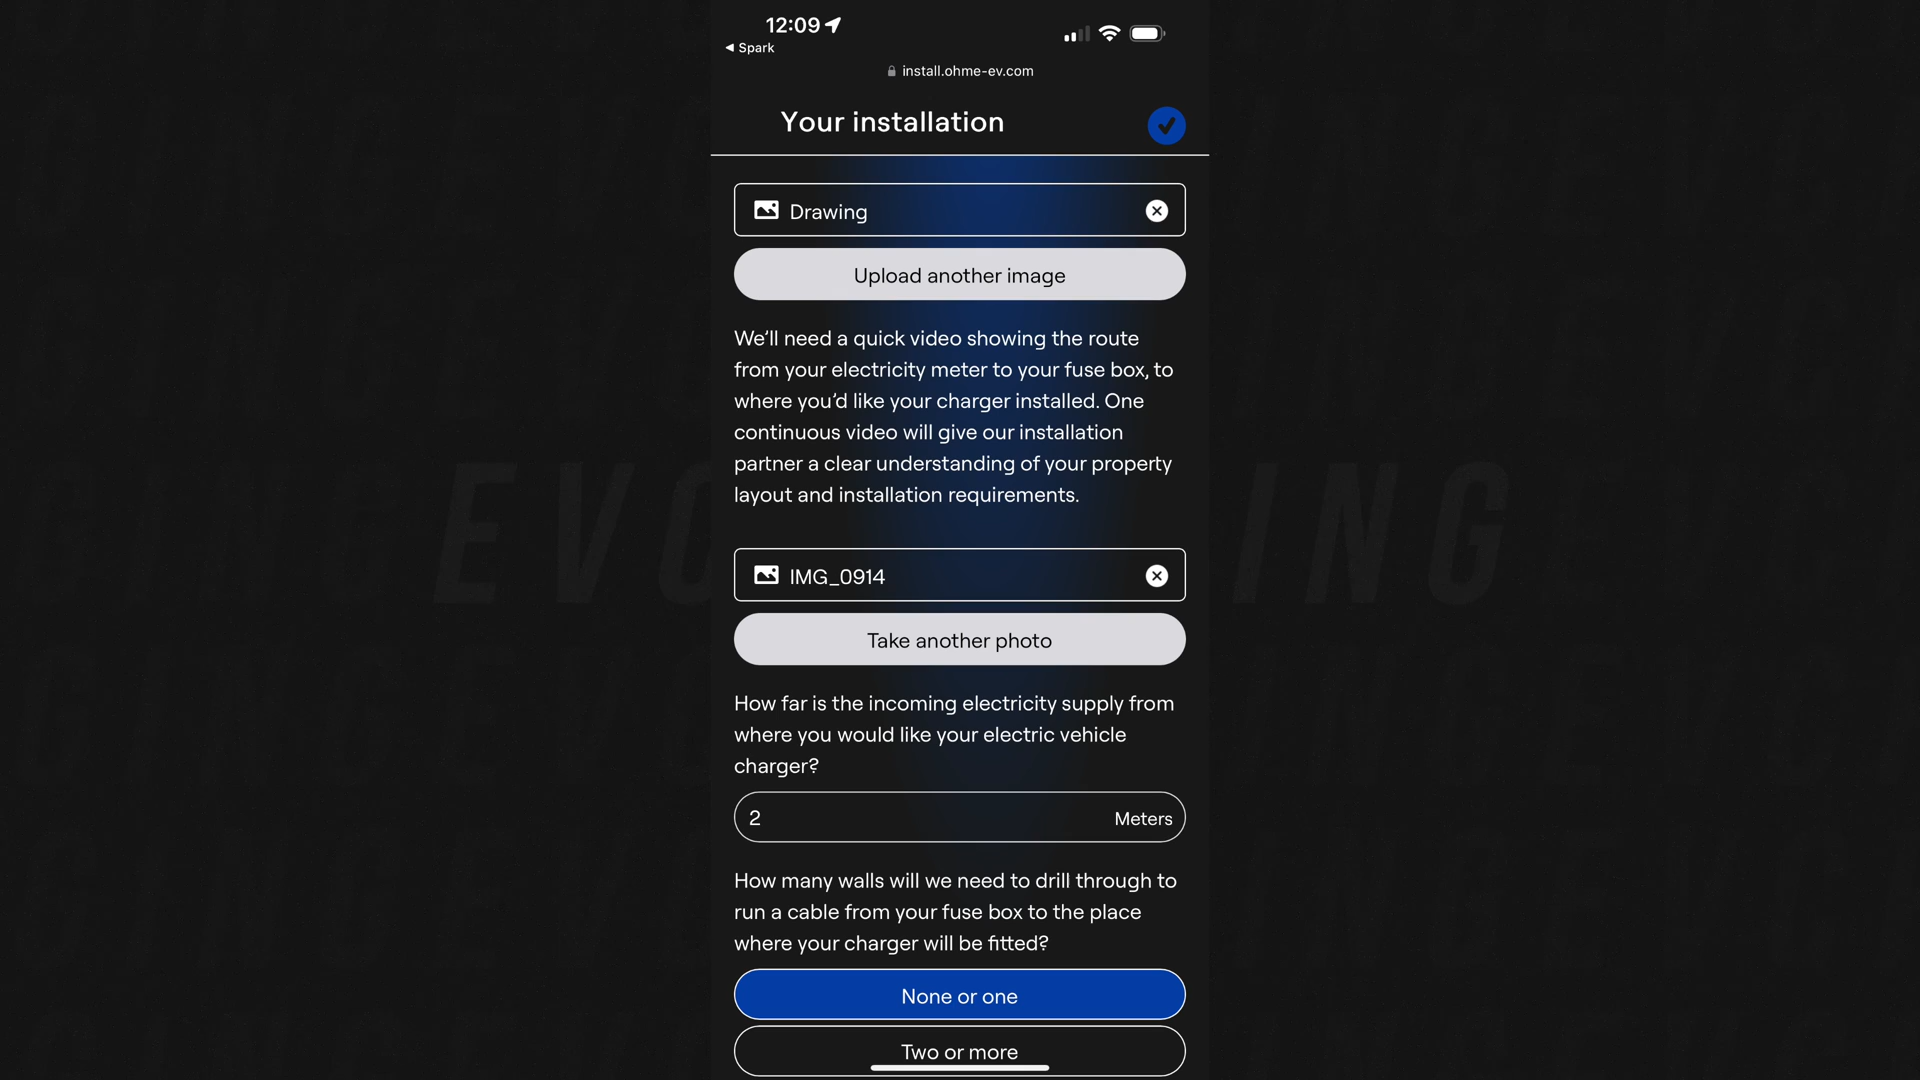 12:09
Spark
install.ohme-ev.com
Your installation
Drawing
Upload another image
We'll need a quick video showing the route
from your electricity meter to your fuse box, to
where you'd like your charger installed. One
continuous video will give our installation
partner a clear understanding of your property
layout and installation requirements.
IMG_0914
Take another photo
How far is the incoming electricity supply from
where you would like your electric vehicle
charger?
2 Meters
How many walls will we need to drill through to
run a cable from your fuse box to the place
where your charger will be fitted?
None or one
Two or more